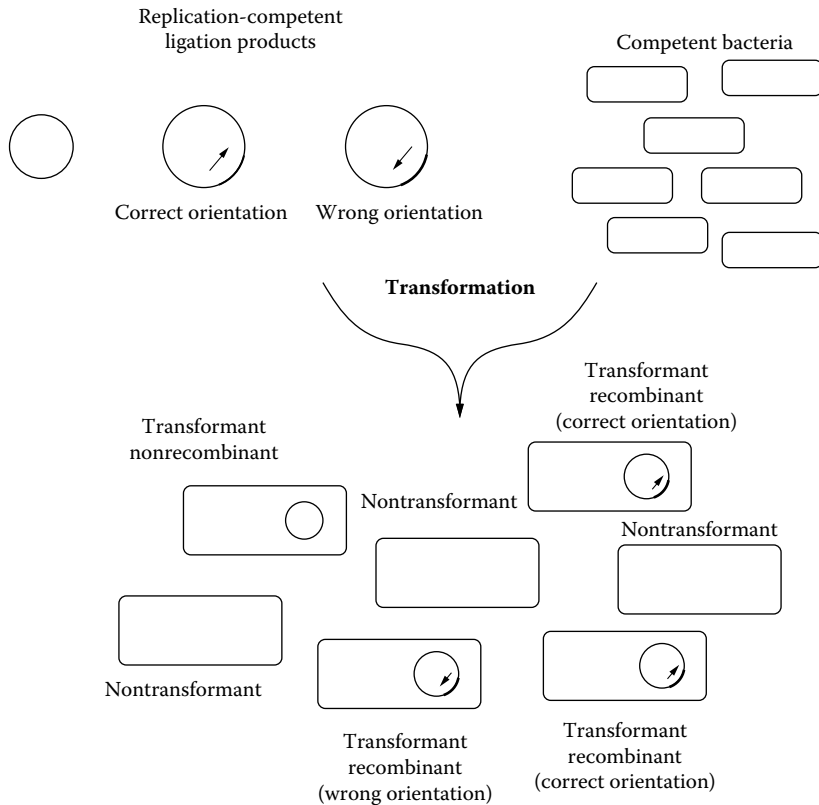 Replication-competent
ligation products
Competent bacteria
Correct orientation
Wrong orientation
Transformation
Transformant
recombinant
(correct orientation)
Transformant
nonrecombinant
Nontransformant
Nontransformant
Nontransformant
Transformant
recombinant
(wrong orientation)
Transformant
recombinant
(correct orientation)